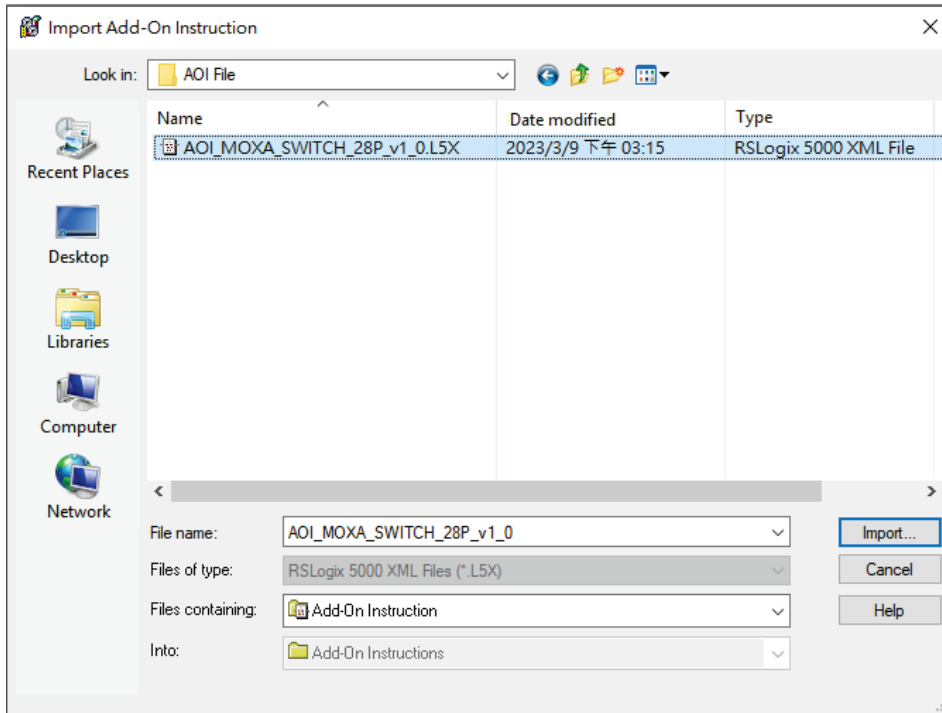 Import Add-On Instruction
Look in: AOI File
Name Date modified Type
AOI_MOXA_SWITCH_28P_v1_0.L5X 2023/3/9 下午 03:15 RSLogix 5000 XML File
Recent Places
Desktop
Libraries
Computer
Network
File name: AOI_MOXA_SWITCH_28P_v1_0 Import...
Files of type: RSLogix 5000 XML Files (*.L5X) Cancel
Files containing: Add-On Instruction Help
Into: Add-On Instructions